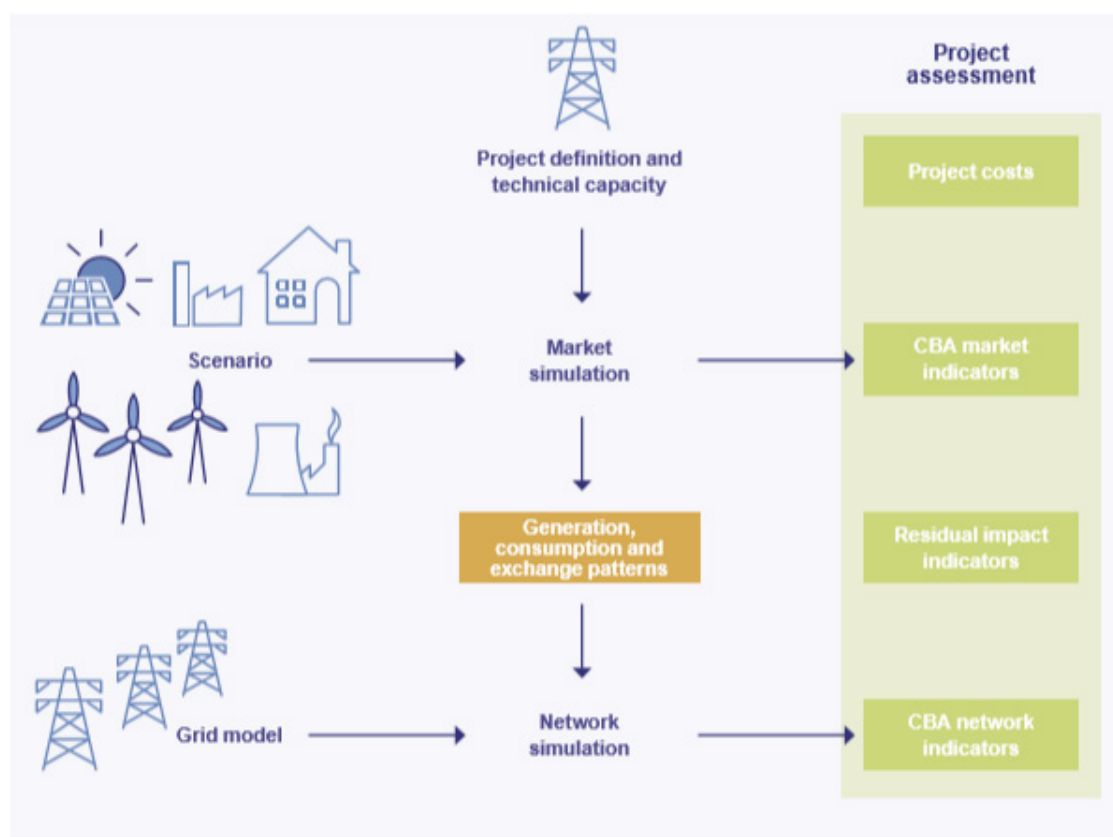 Project
assessment
Project definition and
technical capacity
Project costs
Scenario
Market
simulation
CBA market
indicators
Generation,
consumption and
exchange patterns
Residual impact
indicators
Grid model
Network
simulation
CBA network
indicators